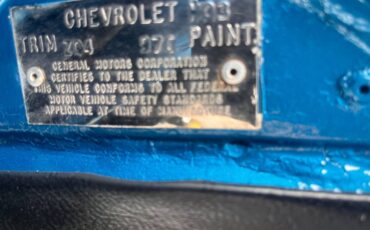 CHEVROLET
TRIM PAINT
GENERAL MOTORS CORPORATION
CERTIFIES TO THE DEALER THAT
THIS VEHICLE CONFORMS TO ALL FEDERAL
MOTOR VEHICLE SAFETY STANDARDS
APPLICABLE AT TIME OF MANUFACTURE